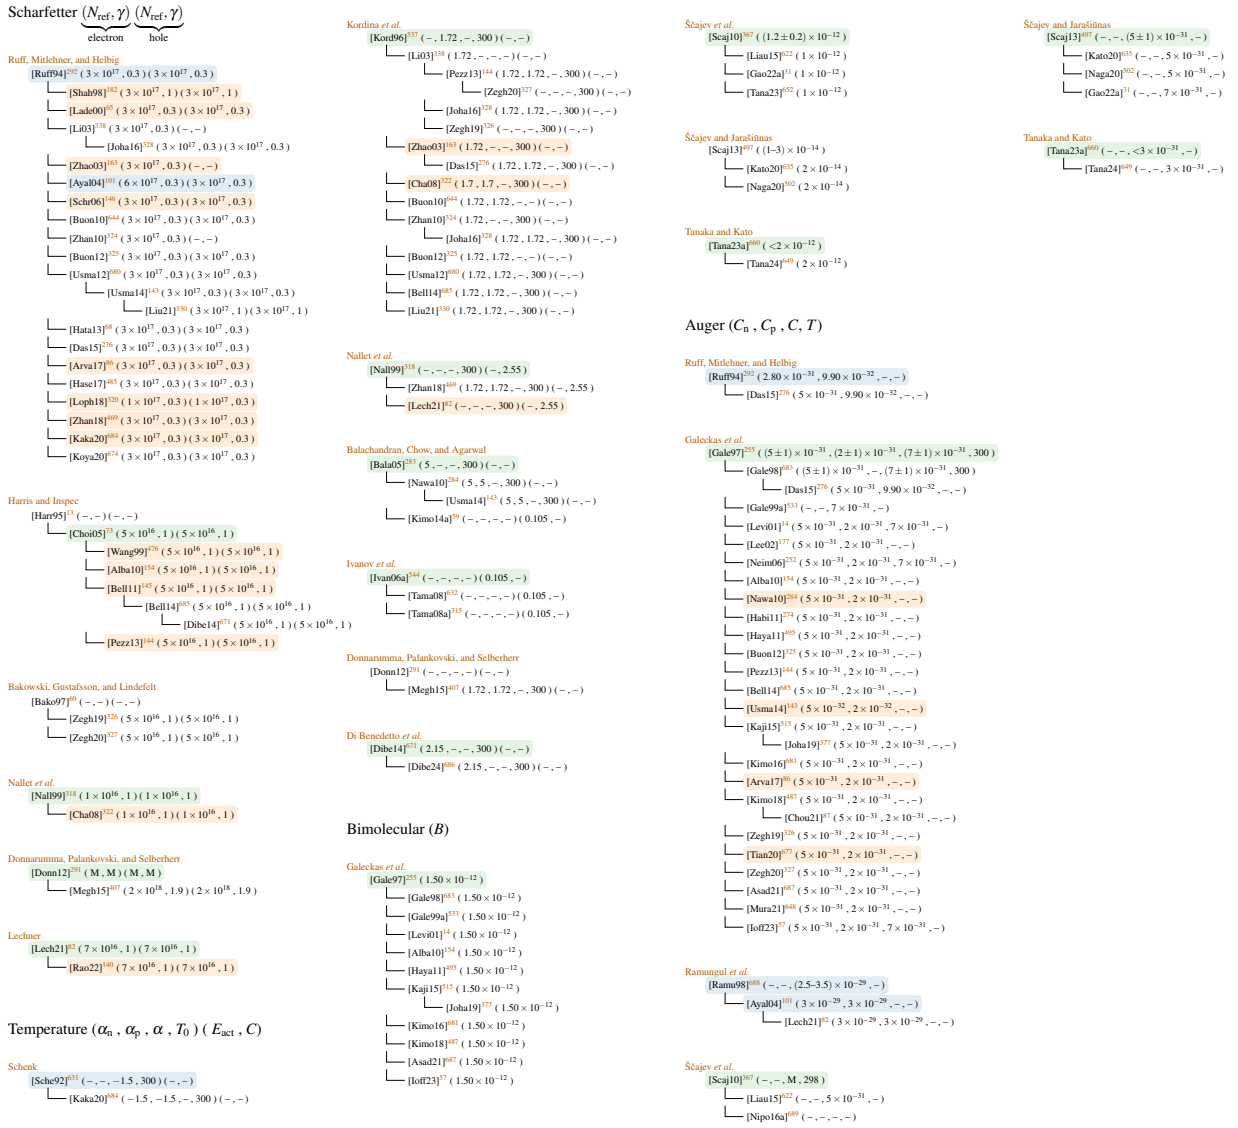 Scharfetter (N_ref, γ) (N_ref, γ)
electron hole
Ruff, Mitlehner, and Helbig
[Ruff94]292 ( 3×10^17 , 0.3 ) ( 3×10^17 , 0.3 )
[Shah98]182 ( 3×10^17 , 1 ) ( 3×10^17 , 1 )
[Lade00]65 ( 3×10^17 , 0.3 ) ( 3×10^17 , 0.3 )
[Li03]338 ( 3×10^17 , 0.3 ) ( – , – )
[Joha16]328 ( 3×10^17 , 0.3 ) ( 3×10^17 , 0.3 )
[Zhao03]163 ( 3×10^17 , 0.3 ) ( – , – )
[Ayal04]101 ( 6×10^17 , 0.3 ) ( 3×10^17 , 0.3 )
[Schr06]146 ( 3×10^17 , 0.3 ) ( 3×10^17 , 0.3 )
[Buon10]644 ( 3×10^17 , 0.3 ) ( 3×10^17 , 0.3 )
[Zhan10]324 ( 3×10^17 , 0.3 ) ( – , – )
[Buon12]325 ( 3×10^17 , 0.3 ) ( 3×10^17 , 0.3 )
[Usma12]680 ( 3×10^17 , 0.3 ) ( 3×10^17 , 0.3 )
[Usma14]143 ( 3×10^17 , 0.3 ) ( 3×10^17 , 0.3 )
[Liu21]330 ( 3×10^17 , 1 ) ( 3×10^17 , 1 )
[Hata13]68 ( 3×10^17 , 0.3 ) ( 3×10^17 , 0.3 )
[Das15]276 ( 3×10^17 , 0.3 ) ( 3×10^17 , 0.3 )
[Arva17]86 ( 3×10^17 , 0.3 ) ( 3×10^17 , 0.3 )
[Hase17]485 ( 3×10^17 , 0.3 ) ( 3×10^17 , 0.3 )
[Loph18]320 ( 1×10^17 , 0.3 ) ( 1×10^17 , 0.3 )
[Zhan18]469 ( 3×10^17 , 0.3 ) ( 3×10^17 , 0.3 )
[Kaka20]684 ( 3×10^17 , 0.3 ) ( 3×10^17 , 0.3 )
[Koya20]674 ( 3×10^17 , 0.3 ) ( 3×10^17 , 0.3 )
Harris and Inspec
[Harr95]13 ( – , – ) ( – , – )
[Choi05]73 ( 5×10^16 , 1 ) ( 5×10^16 , 1 )
[Wang99]476 ( 5×10^16 , 1 ) ( 5×10^16 , 1 )
[Alba10]154 ( 5×10^16 , 1 ) ( 5×10^16 , 1 )
[Bell11]145 ( 5×10^16 , 1 ) ( 5×10^16 , 1 )
[Bell14]685 ( 5×10^16 , 1 ) ( 5×10^16 , 1 )
[Dibe14]671 ( 5×10^16 , 1 ) ( 5×10^16 , 1 )
[Pezz13]144 ( 5×10^16 , 1 ) ( 5×10^16 , 1 )
Bakowski, Gustafsson, and Lindefelt
[Bako97]69 ( – , – ) ( – , – )
[Zegh19]326 ( 5×10^16 , 1 ) ( 5×10^16 , 1 )
[Zegh20]327 ( 5×10^16 , 1 ) ( 5×10^16 , 1 )
Nallet et al.
[Nall99]318 ( 1×10^16 , 1 ) ( 1×10^16 , 1 )
[Cha08]322 ( 1×10^16 , 1 ) ( 1×10^16 , 1 )
Donnarumma, Palankovski, and Selberherr
[Donn12]291 ( M , M ) ( M , M )
[Megh15]407 ( 2×10^18 , 1.9 ) ( 2×10^18 , 1.9 )
Lechner
[Lech21]82 ( 7×10^16 , 1 ) ( 7×10^16 , 1 )
[Rao22]140 ( 7×10^16 , 1 ) ( 7×10^16 , 1 )
Temperature (α_n , α_p , α , T_0 ) ( E_act , C)
Schenk
[Sche92]631 ( – , – , −1.5 , 300 ) ( – , – )
[Kaka20]684 ( −1.5 , −1.5 , – , 300 ) ( – , – )
Kordina et al.
[Kord96]537 ( – , 1.72 , – , 300 ) ( – , – )
[Li03]338 ( 1.72 , – , – , – ) ( – , – )
[Pezz13]144 ( 1.72 , 1.72 , – , 300 ) ( – , – )
[Zegh20]327 ( – , – , – , 300 ) ( – , – )
[Joha16]328 ( 1.72 , 1.72 , – , 300 ) ( – , – )
[Zegh19]326 ( – , – , – , 300 ) ( – , – )
[Zhao03]163 ( 1.72 , – , – , 300 ) ( – , – )
[Das15]276 ( 1.72 , 1.72 , – , 300 ) ( – , – )
[Cha08]322 ( 1.7 , 1.7 , – , 300 ) ( – , – )
[Buon10]644 ( 1.72 , 1.72 , – , – ) ( – , – )
[Zhan10]324 ( 1.72 , – , – , 300 ) ( – , – )
[Joha16]328 ( 1.72 , 1.72 , – , 300 ) ( – , – )
[Buon12]325 ( 1.72 , 1.72 , – , – ) ( – , – )
[Usma12]680 ( 1.72 , 1.72 , – , 300 ) ( – , – )
[Bell14]685 ( 1.72 , 1.72 , – , 300 ) ( – , – )
[Liu21]330 ( 1.72 , 1.72 , – , 300 ) ( – , – )
Nallet et al.
[Nall99]318 ( – , – , – , 300 ) ( – , 2.55 )
[Zhan18]469 ( 1.72 , 1.72 , – , 300 ) ( – , 2.55 )
[Lech21]82 ( – , – , – , 300 ) ( – , 2.55 )
Balachandran, Chow, and Agarwal
[Bala05]283 ( 5 , – , – , 300 ) ( – , – )
[Nawa10]284 ( 5 , 5 , – , 300 ) ( – , – )
[Usma14]143 ( 5 , 5 , – , 300 ) ( – , – )
[Kimo14a]59 ( – , – , – , – ) ( 0.105 , – )
Ivanov et al.
[Ivan06a]544 ( – , – , – , – ) ( 0.105 , – )
[Tama08]632 ( – , – , – , – ) ( 0.105 , – )
[Tama08a]315 ( – , – , – , – ) ( 0.105 , – )
Donnarumma, Palankovski, and Selberherr
[Donn12]291 ( – , – , – , – ) ( – , – )
[Megh15]407 ( 1.72 , 1.72 , – , 300 ) ( – , – )
Di Benedetto et al.
[Dibe14]671 ( 2.15 , – , – , 300 ) ( – , – )
[Dibe24]686 ( 2.15 , – , – , 300 ) ( – , – )
Bimolecular (B)
Galeckas et al.
[Gale97]255 ( 1.50×10^−12 )
[Gale98]683 ( 1.50×10^−12 )
[Gale99a]533 ( 1.50×10^−12 )
[Levi01]14 ( 1.50×10^−12 )
[Alba10]154 ( 1.50×10^−12 )
[Haya11]495 ( 1.50×10^−12 )
[Kaji15]515 ( 1.50×10^−12 )
[Joha19]377 ( 1.50×10^−12 )
[Kimo16]681 ( 1.50×10^−12 )
[Kimo18]487 ( 1.50×10^−12 )
[Asad21]687 ( 1.50×10^−12 )
[Ioff23]57 ( 1.50×10^−12 )
Ščajev et al.
[Scaj10]367 ( (1.2±0.2)×10^−12 )
[Liau15]622 ( 1×10^−12 )
[Gao22a]31 ( 1×10^−12 )
[Tana23]652 ( 1×10^−12 )
Ščajev and Jarašiūnas
[Scaj13]497 ( (1–3)×10^−14 )
[Kato20]635 ( 2×10^−14 )
[Naga20]502 ( 2×10^−14 )
Tanaka and Kato
[Tana23a]660 ( <2×10^−12 )
[Tana24]649 ( 2×10^−12 )
Auger (C_n , C_p , C, T)
Ruff, Mitlehner, and Helbig
[Ruff94]292 ( 2.80×10^−31 , 9.90×10^−32 , – , – )
[Das15]276 ( 5×10^−31 , 9.90×10^−32 , – , – )
Galeckas et al.
[Gale97]255 ( (5±1)×10^−31 , (2±1)×10^−31 , (7±1)×10^−31 , 300 )
[Gale98]683 ( (5±1)×10^−31 , – , (7±1)×10^−31 , 300 )
[Das15]276 ( 5×10^−31 , 9.90×10^−32 , – , – )
[Gale99a]533 ( – , – , 7×10^−31 , – )
[Levi01]14 ( 5×10^−31 , 2×10^−31 , 7×10^−31 , – )
[Lee02]177 ( 5×10^−31 , 2×10^−31 , – , – )
[Neim06]252 ( 5×10^−31 , 2×10^−31 , 7×10^−31 , – )
[Alba10]154 ( 5×10^−31 , 2×10^−31 , – , – )
[Nawa10]284 ( 5×10^−31 , 2×10^−31 , – , – )
[Habi11]274 ( 5×10^−31 , 2×10^−31 , – , – )
[Haya11]495 ( 5×10^−31 , 2×10^−31 , – , – )
[Buon12]325 ( 5×10^−31 , 2×10^−31 , – , – )
[Pezz13]144 ( 5×10^−31 , 2×10^−31 , – , – )
[Bell14]685 ( 5×10^−31 , 2×10^−31 , – , – )
[Usma14]143 ( 5×10^−32 , 2×10^−32 , – , – )
[Kaji15]515 ( 5×10^−31 , 2×10^−31 , – , – )
[Joha19]377 ( 5×10^−31 , 2×10^−31 , – , – )
[Kimo16]681 ( 5×10^−31 , 2×10^−31 , – , – )
[Arva17]86 ( 5×10^−31 , 2×10^−31 , – , – )
[Kimo18]487 ( 5×10^−31 , 2×10^−31 , – , – )
[Chou21]87 ( 5×10^−31 , 2×10^−31 , – , – )
[Zegh19]326 ( 5×10^−31 , 2×10^−31 , – , – )
[Tian20]677 ( 5×10^−31 , 2×10^−31 , – , – )
[Zegh20]327 ( 5×10^−31 , 2×10^−31 , – , – )
[Asad21]687 ( 5×10^−31 , 2×10^−31 , – , – )
[Mura21]648 ( 5×10^−31 , 2×10^−31 , – , – )
[Ioff23]57 ( 5×10^−31 , 2×10^−31 , 7×10^−31 , – )
Ramungul et al.
[Ramu98]688 ( – , – , (2.5–3.5)×10^−29 , – )
[Ayal04]101 ( 3×10^−29 , 3×10^−29 , – , – )
[Lech21]82 ( 3×10^−29 , 3×10^−29 , – , – )
Ščajev et al.
[Scaj10]367 ( – , – , M , 298 )
[Liau15]622 ( – , – , 5×10^−31 , – )
[Nipo16a]689 ( – , – , – , – )
Ščajev and Jarašiūnas
[Scaj13]497 ( – , – , (5±1)×10^−31 , – )
[Kato20]635 ( – , – , 5×10^−31 , – )
[Naga20]502 ( – , – , 5×10^−31 , – )
[Gao22a]31 ( – , – , 7×10^−31 , – )
Tanaka and Kato
[Tana23a]660 ( – , – , <3×10^−31 , – )
[Tana24]649 ( – , – , 3×10^−31 , – )